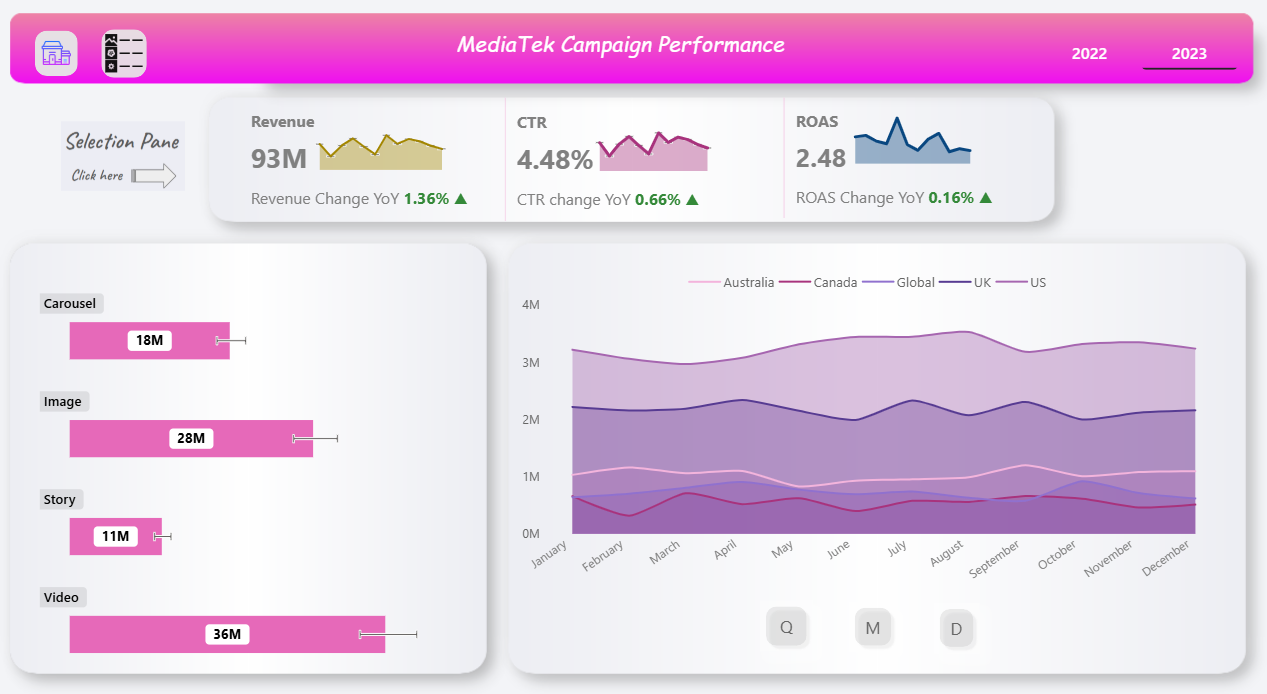 MediaTek Campaign Performance
2022
2023
Selection Pane
Click here
Revenue
93M
Revenue Change YoY 1.36% ▲
CTR
4.48%
CTR change YoY 0.66% ▲
ROAS
2.48
ROAS Change YoY 0.16% ▲
Carousel
18M
Image
28M
Story
11M
Video
36M
Australia
Canada
Global
UK
US
4M
3M
2M
1M
0M
January
February
March
April
May
June
July
August
September
October
November
December
Q
M
D